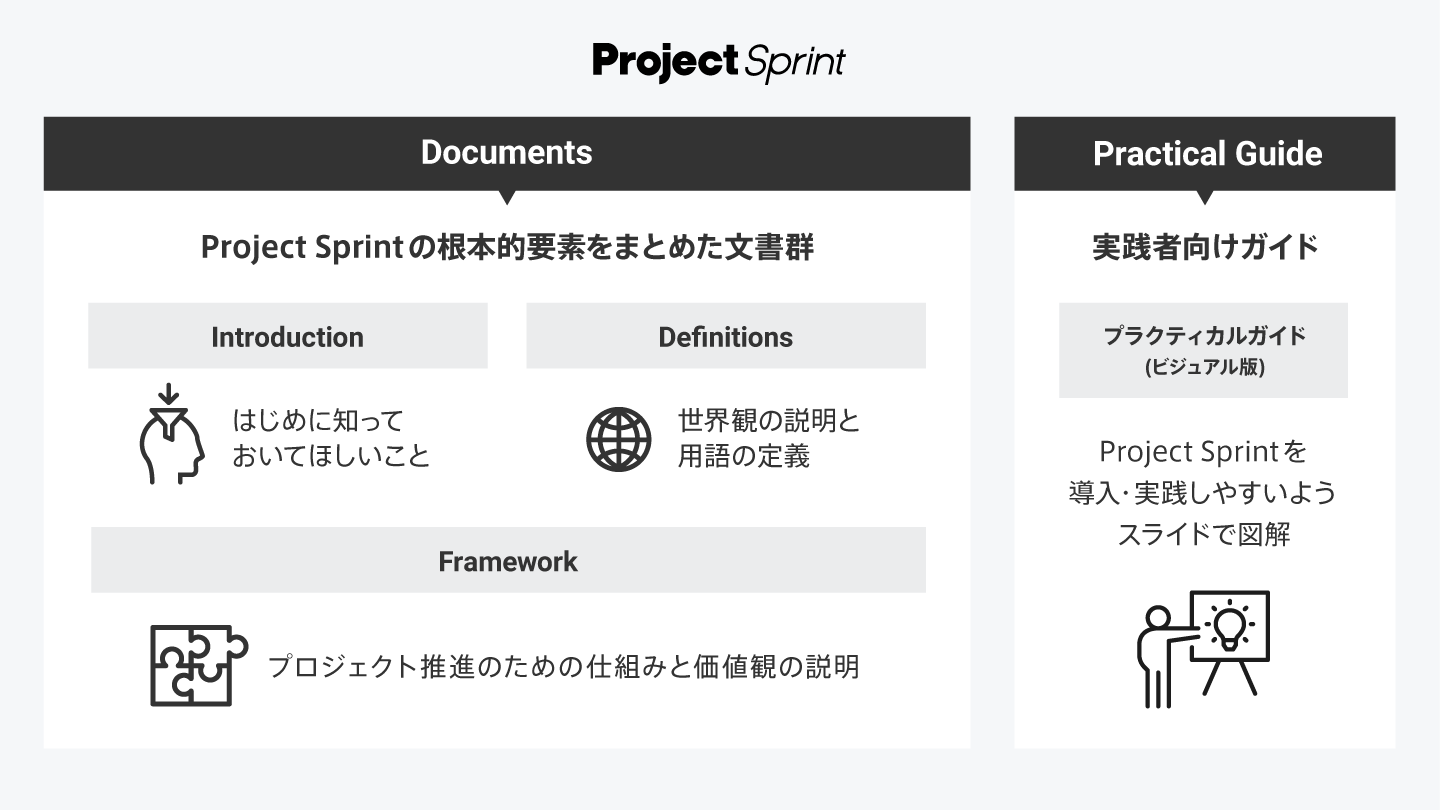 Project Sprint
Documents
Project Sprintの根本的要素をまとめた文書群
Introduction
はじめに知って
おいてほしいこと
Definitions
世界観の説明と
用語の定義
Framework
プロジェクト推進のための仕組みと価値観の説明
Practical Guide
実践者向けガイド
プラクティカルガイド
(ビジュアル版)
Project Sprintを
導入・実践しやすいよう
スライドで図解